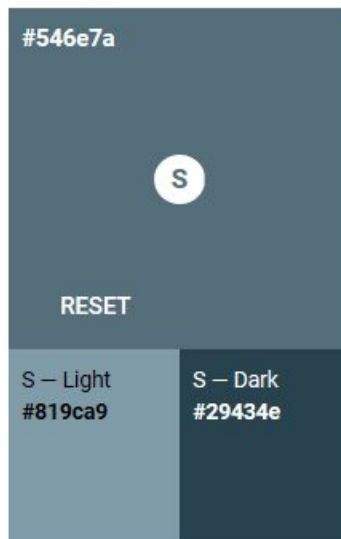 #546e7a
S
RESET
S — Light
#819ca9
S — Dark
#29434e